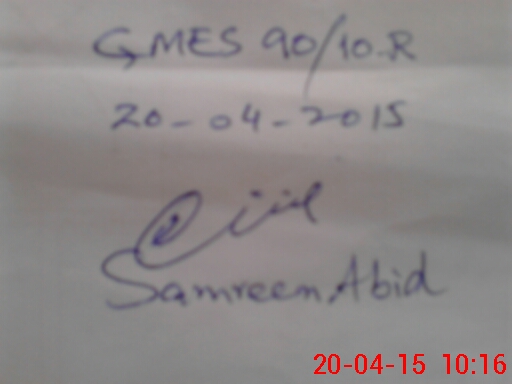 GMES 90/10.R
20-04-2015
Samreen Abid
20-04-15 10:16